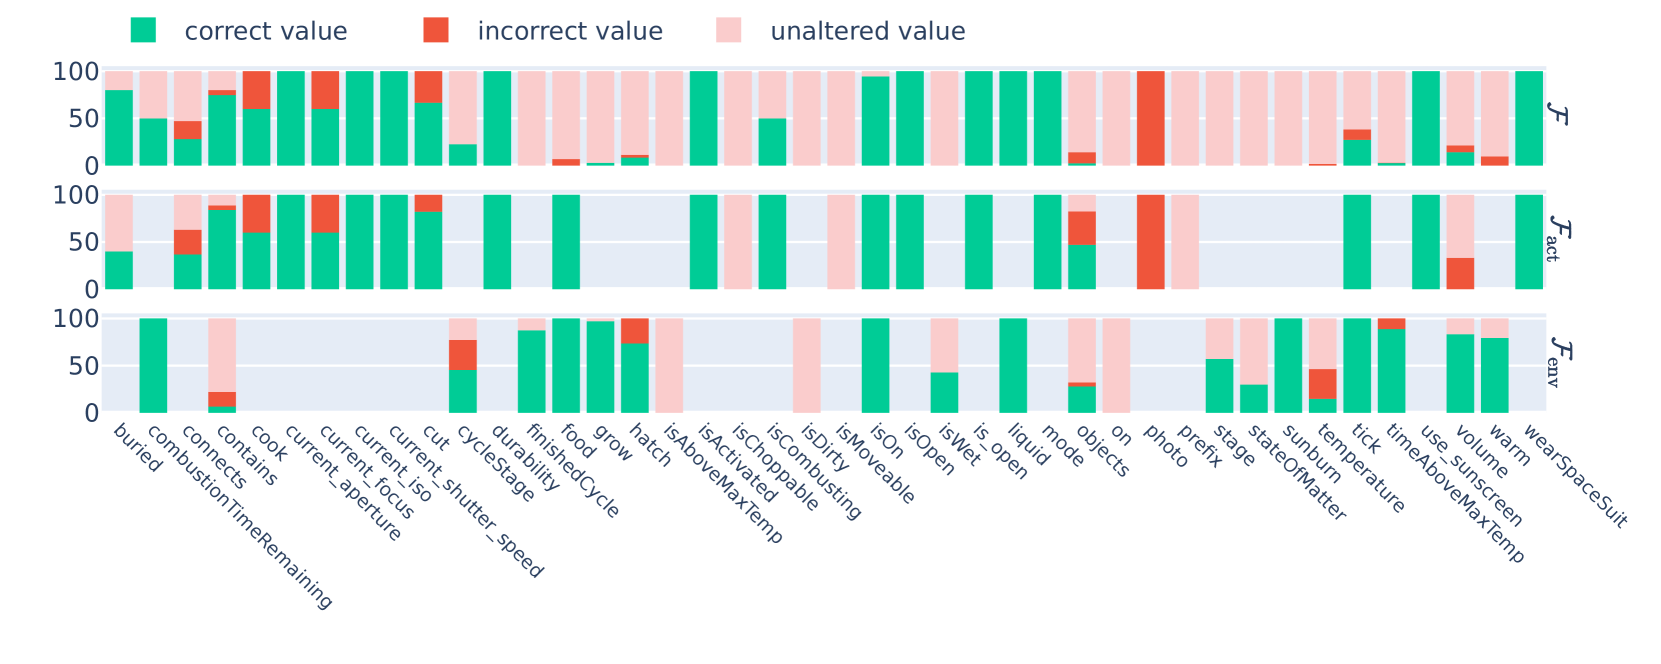 correct value incorrect value unaltered value
100
50
0
ℱ
100
50
0
ℱact
100
50
0
ℱenv
buried
combustionTimeRemaining
connects
contains
cook
current_aperture
current_focus
current_iso
current_shutter_speed
cut
cycleStage
durability
finishedCycle
food
grow
hatch
isAboveMaxTemp
isActivated
isChoppable
isCombusting
isDirty
isMoveable
isOn
isOpen
isWet
is_open
liquid
mode
objects
on
photo
prefix
stage
stateOfMatter
sunburn
temperature
tick
timeAboveMaxTemp
use_sunscreen
volume
warm
wearSpaceSuit